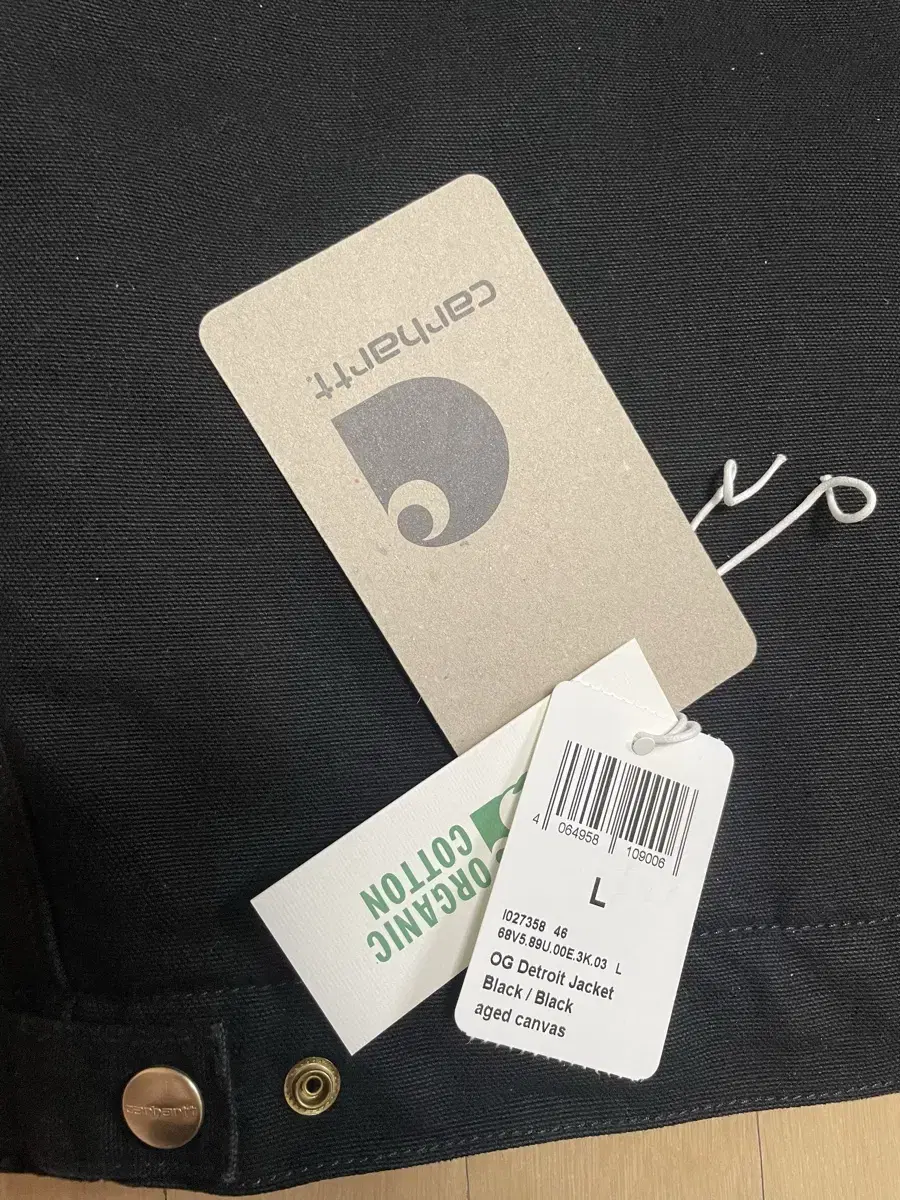 carhartt
ORGANIC
COTTON
4 064958 109006
L
I027358 46
68V5.89U.00E.3K.03 L
OG Detroit Jacket
Black / Black
aged canvas
carhartt